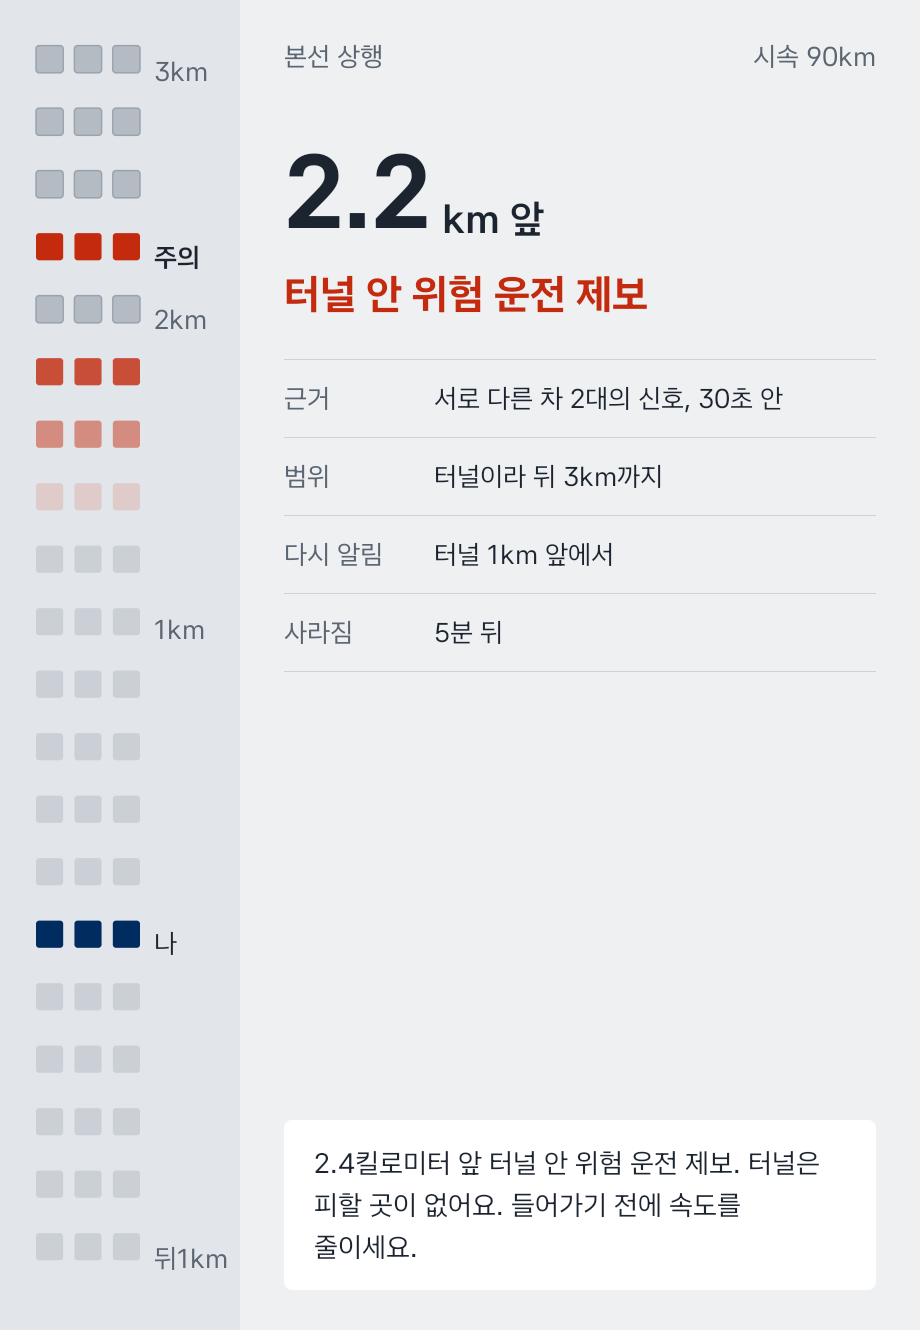 3km
주의
2km
1km
나
뒤1km
본선 상행
시속 90km
2.2 km 앞
터널 안 위험 운전 제보
근거 서로 다른 차 2대의 신호, 30초 안
범위 터널이라 뒤 3km까지
다시 알림 터널 1km 앞에서
사라짐 5분 뒤
2.4킬로미터 앞 터널 안 위험 운전 제보. 터널은
피할 곳이 없어요. 들어가기 전에 속도를
줄이세요.